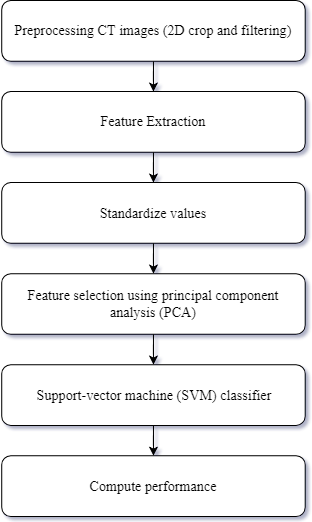 Preprocessing CT images (2D crop and filtering)
Feature Extraction
Standardize values
Feature selection using principal component
analysis (PCA)
Support-vector machine (SVM) classifier
Compute performance